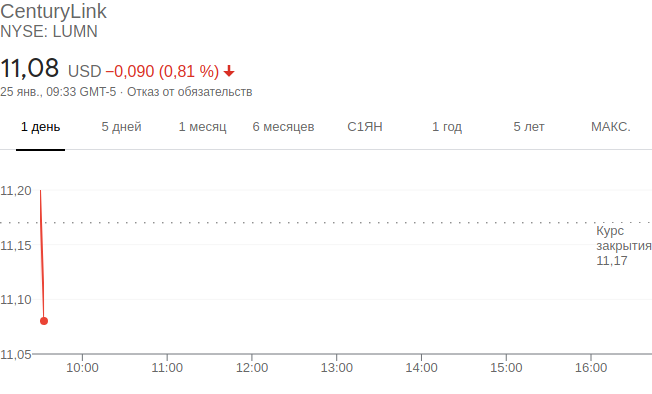 CenturyLink
NYSE: LUMN
11,08 USD −0,090 (0,81 %)
25 янв., 09:33 GMT-5 · Отказ от обязательств
1 день 5 дней 1 месяц 6 месяцев С1ЯН 1 год 5 лет МАКС.
11,20
Курс
закрытия
11,17
11,15
11,10
11,05
10:00 11:00 12:00 13:00 14:00 15:00 16:00